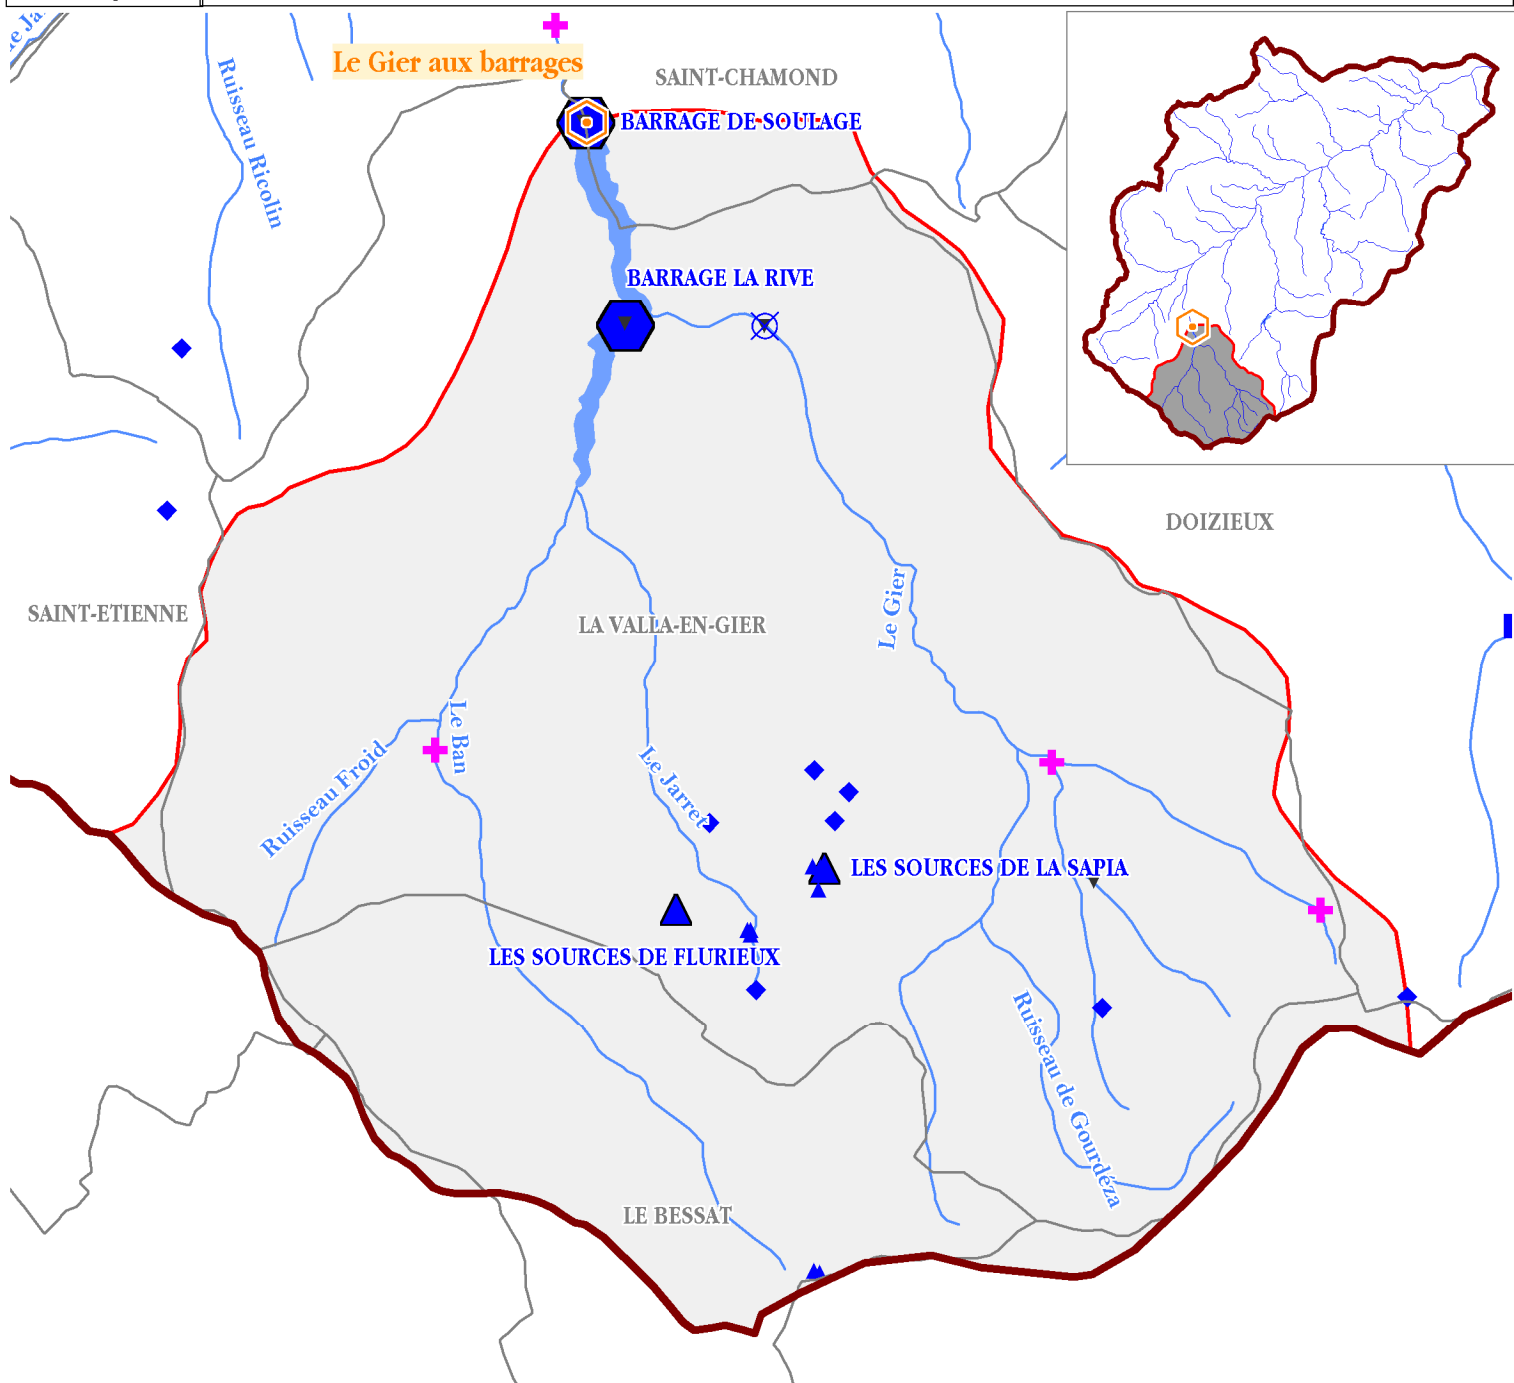 Ruisseau Ricolin
Le Gier aux barrages
SAINT-CHAMOND
BARRAGE DE SOULAGE
BARRAGE LA RIVE
DOIZIEUX
SAINT-ETIENNE
LA VALLA-EN-GIER
Le Gier
Le Ban
Ruisseau Froid
Le Jarret
LES SOURCES DE LA SAPIA
LES SOURCES DE FLURIEUX
Ruisseau de Gourdéza
LE BESSAT